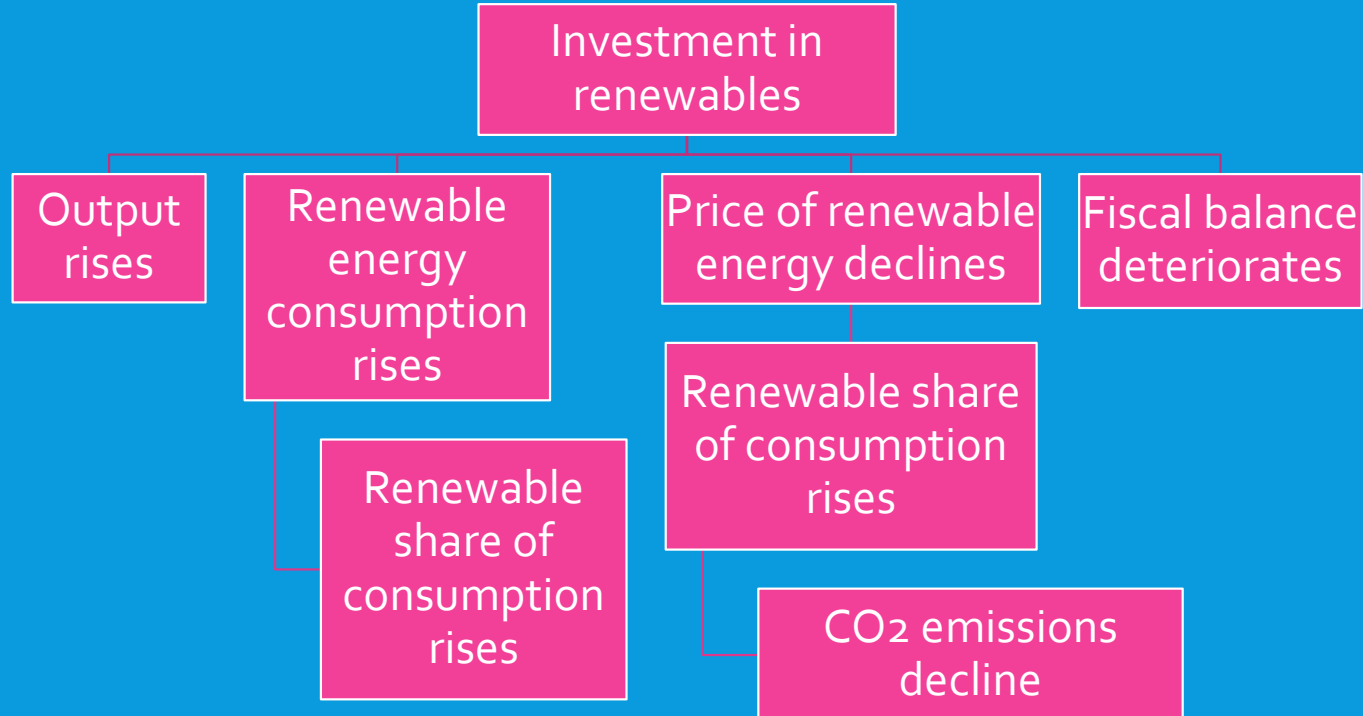 Investment in
renewables
Output
rises
Renewable
energy
consumption
rises
Price of renewable
energy declines
Fiscal balance
deteriorates
Renewable
share of
consumption
rises
Renewable share
of consumption
rises
CO2 emissions
decline